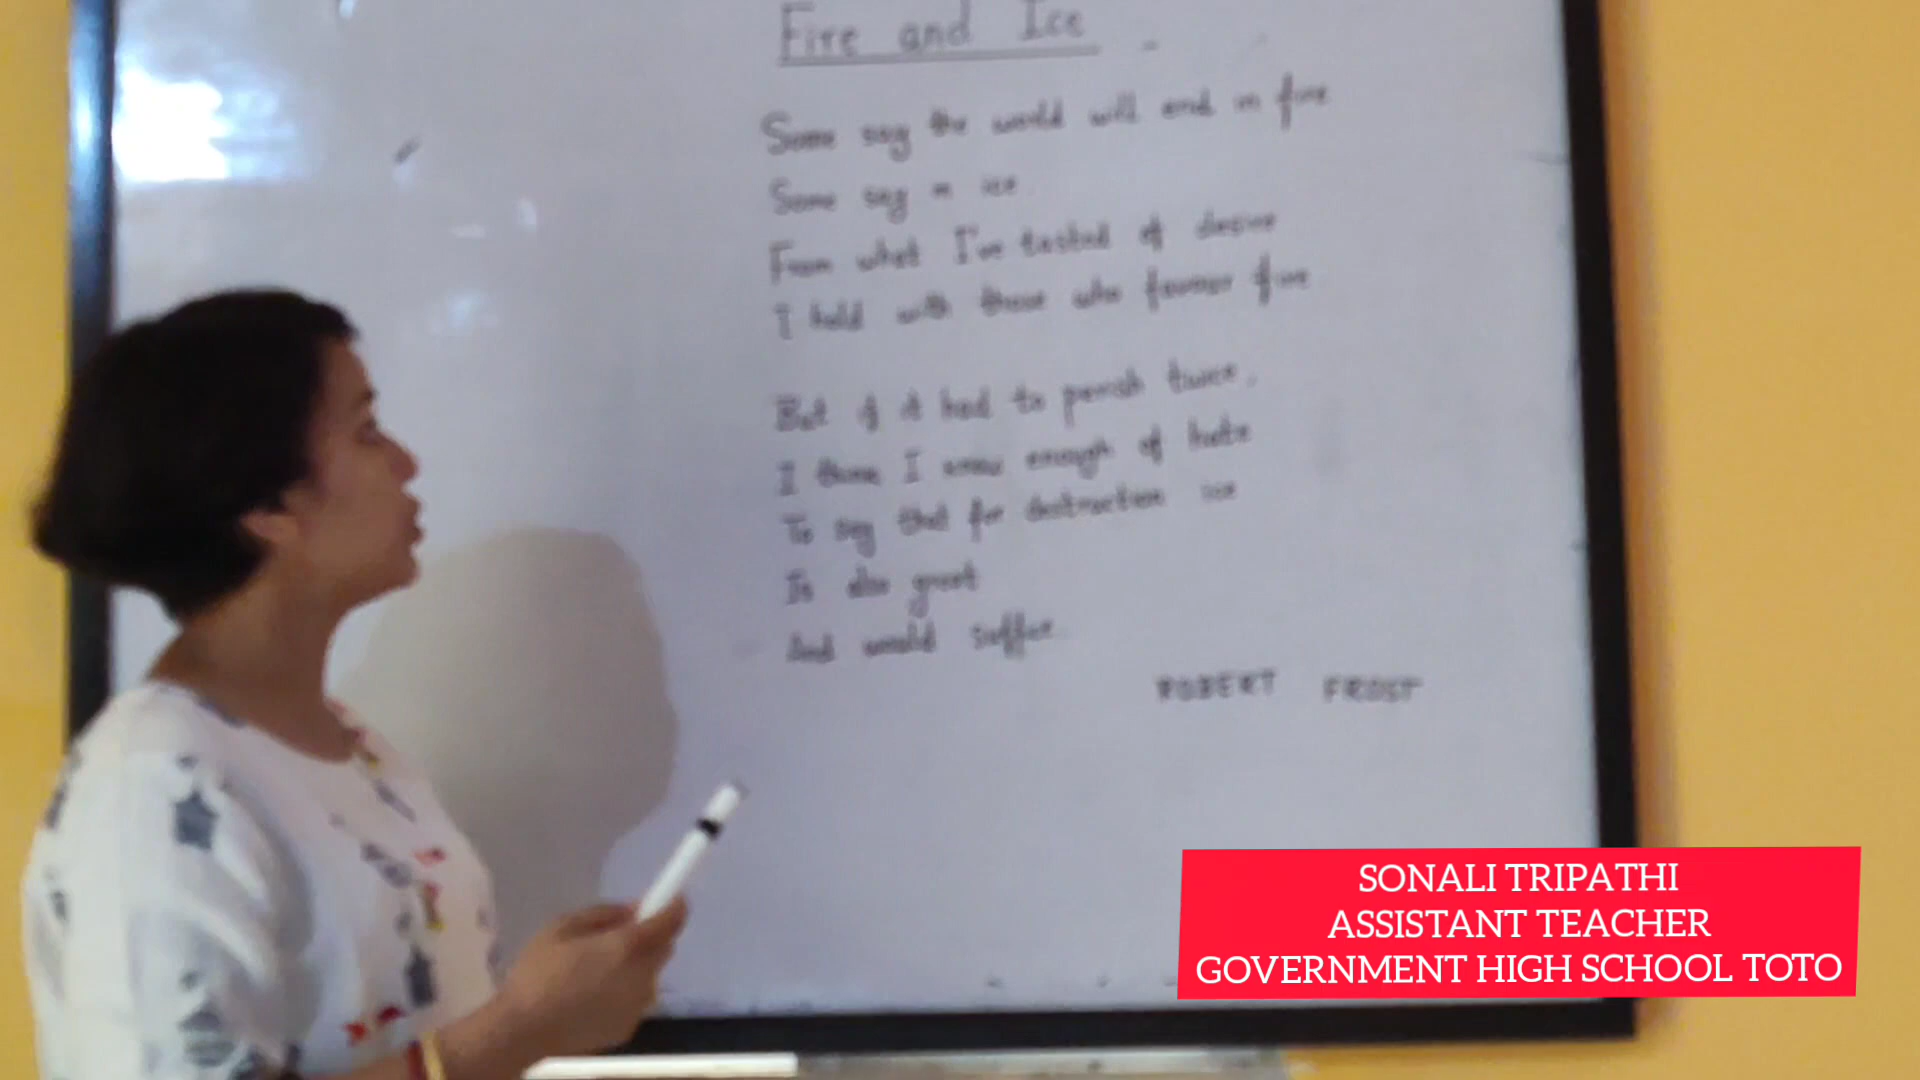 Fire and Ice
Some say the world will end in fire
Some say in ice.
From what I've tasted of desire
I hold with those who favour fire
But if it had to perish twice,
I think I know enough of hate
To say that for destruction ice
Is also great
And would suffice.
ROBERT FROST
SONALI TRIPATHI
ASSISTANT TEACHER
GOVERNMENT HIGH SCHOOL TOTO